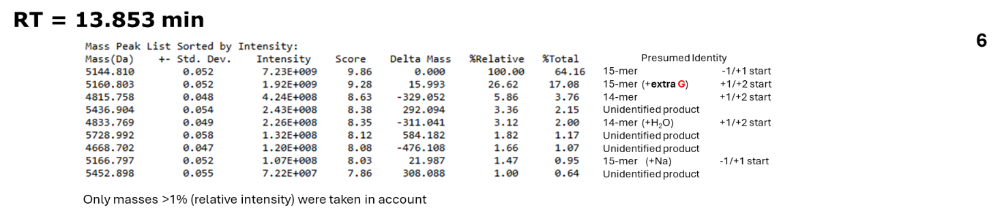 RT = 13.853 min
6
Mass Peak List Sorted by Intensity:
Mass(Da) +- Std. Dev. Intensity Score Delta Mass %Relative %Total Presumed Identity
5144.810 0.052 7.23E+009 9.86 0.000 100.00 64.16 15-mer -1/+1 start
5160.803 0.052 1.92E+009 9.28 15.993 26.62 17.08 15-mer (+extra G) +1/+2 start
4815.758 0.048 4.24E+008 8.63 -329.052 5.86 3.76 14-mer +1/+2 start
5436.904 0.054 2.43E+008 8.38 292.094 3.36 2.15 Unidentified product
4833.769 0.049 2.26E+008 8.35 -311.041 3.12 2.00 14-mer (+H₂O) +1/+2 start
5728.992 0.058 1.32E+008 8.12 584.182 1.82 1.17 Unidentified product
4668.702 0.047 1.20E+008 8.08 -476.108 1.66 1.07 Unidentified product
5166.797 0.052 1.07E+008 8.03 21.987 1.47 0.95 15-mer (+Na) -1/+1 start
5452.898 0.055 7.22E+007 7.86 308.088 1.00 0.64 Unidentified product
Only masses >1% (relative intensity) were taken in account